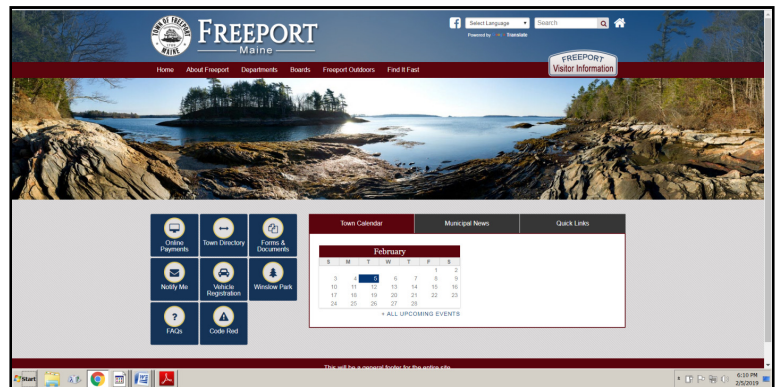 TOWN OF FREEPORT
MAINE
FREEPORT
Maine
Select Language
Search
Powered by Translate
FREEPORT
Visitor Information
Home About Freeport Departments Boards Freeport Outdoors Find It Fast
Online Payments
Town Directory
Forms & Documents
Notify Me
Vehicle Registration
Winslow Park
FAQs
Code Red
Town Calendar Municipal News Quick Links
February
S M T W T F S
1 2
3 4 5 6 7 8 9
10 11 12 13 14 15 16
17 18 19 20 21 22 23
24 25 26 27 28
+ ALL UPCOMING EVENTS
This will be a general footer for the entire site
Start
6:10 PM
2/5/2019